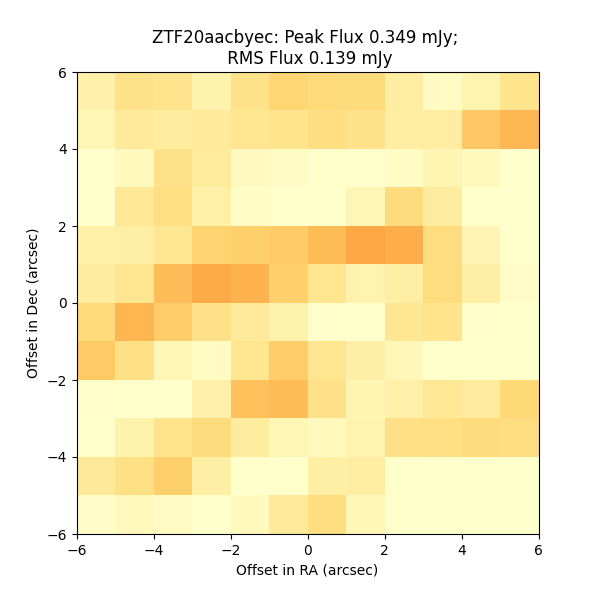 ZTF20aacbyec: Peak Flux 0.349 mJy;
RMS Flux 0.139 mJy
6
4
2
0
−2
−4
−6
Offset in Dec (arcsec)
−6 −4 −2 0 2 4 6
Offset in RA (arcsec)